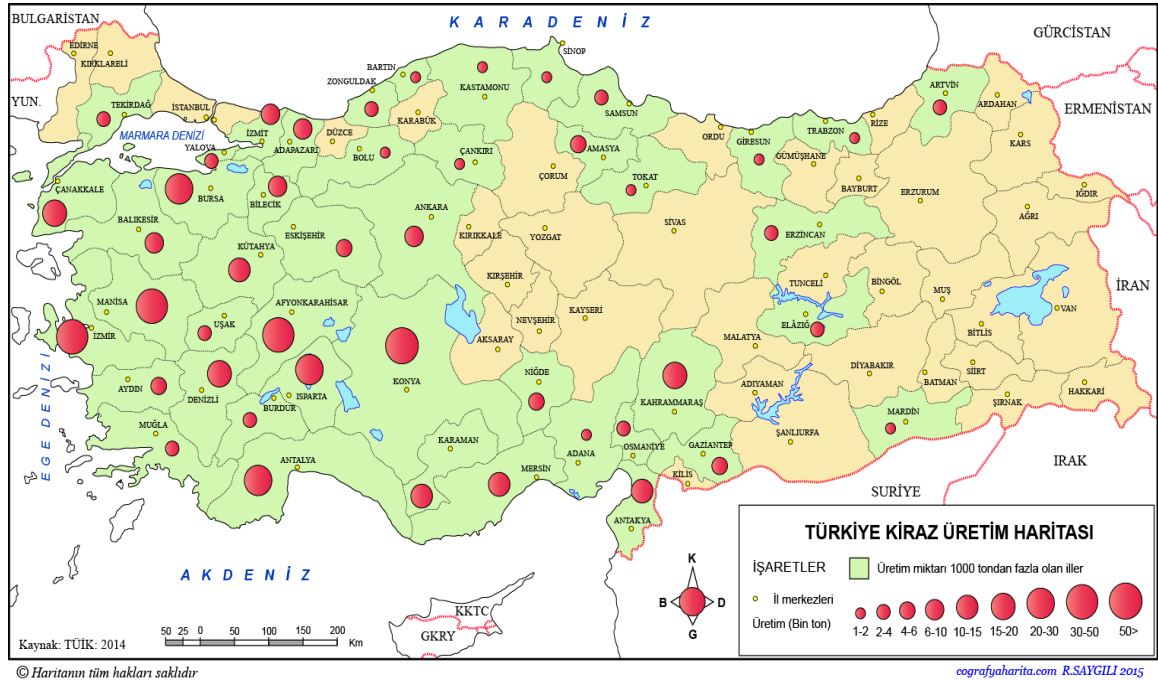 BULGARİSTAN
KARADENİZ
GÜRCİSTAN
EDİRNE
KIRKLARELİ
SİNOP
BARTIN
ZONGULDAK
KASTAMONU
YUN.
TEKİRDAĞ
İSTANBUL
KARABÜK
SAMSUN
ARTVİN
ARDAHAN
ERMENİSTAN
MARMARA DENİZİ
İZMİT
ADAPAZARI
DÜZCE
BOLU
ORDU
GİRESUN
TRABZON
RİZE
KARS
YALOVA
ÇANKIRI
AMASYA
GÜMÜŞHANE
ÇANAKKALE
BURSA
BİLECİK
ÇORUM
TOKAT
BAYBURT
ERZURUM
IĞDIR
ANKARA
BALIKESİR
ESKİŞEHİR
KIRIKKALE
YOZGAT
SİVAS
ERZİNCAN
AĞRI
KÜTAHYA
KIRŞEHİR
TUNCELİ
BİNGÖL
MUŞ
İRAN
MANİSA
UŞAK
AFYONKARAHİSAR
NEVŞEHİR
KAYSERİ
ELÂZIĞ
VAN
İZMİR
AKSARAY
MALATYA
BİTLİS
EGE DENİZİ
AYDIN
DENİZLİ
BURDUR
ISPARTA
KONYA
NİĞDE
ADIYAMAN
DİYABAKIR
BATMAN
SİİRT
HAKKARİ
KAHRAMMARAŞ
ŞIRNAK
MUĞLA
MARDİN
KARAMAN
ADANA
OSMANİYE
GAZİANTEP
ŞANLIURFA
ANTALYA
MERSİN
KİLİS
IRAK
SURİYE
ANTAKYA
AKDENİZ
KKTC
GKRY
K
B
D
G
TÜRKİYE KİRAZ ÜRETİM HARİTASI
İŞARETLER
Üretim miktarı 1000 tondan fazla olan iller
İl merkezleri
Üretim (Bin ton)
1-2 2-4 4-6 6-10 10-15 15-20 20-30 30-50 50>
Kaynak: TÜİK: 2014
50 25 0 50 100 150 200
Km
© Haritanın tüm hakları saklıdır
cografyaharita.com R.SAYGILI 2015